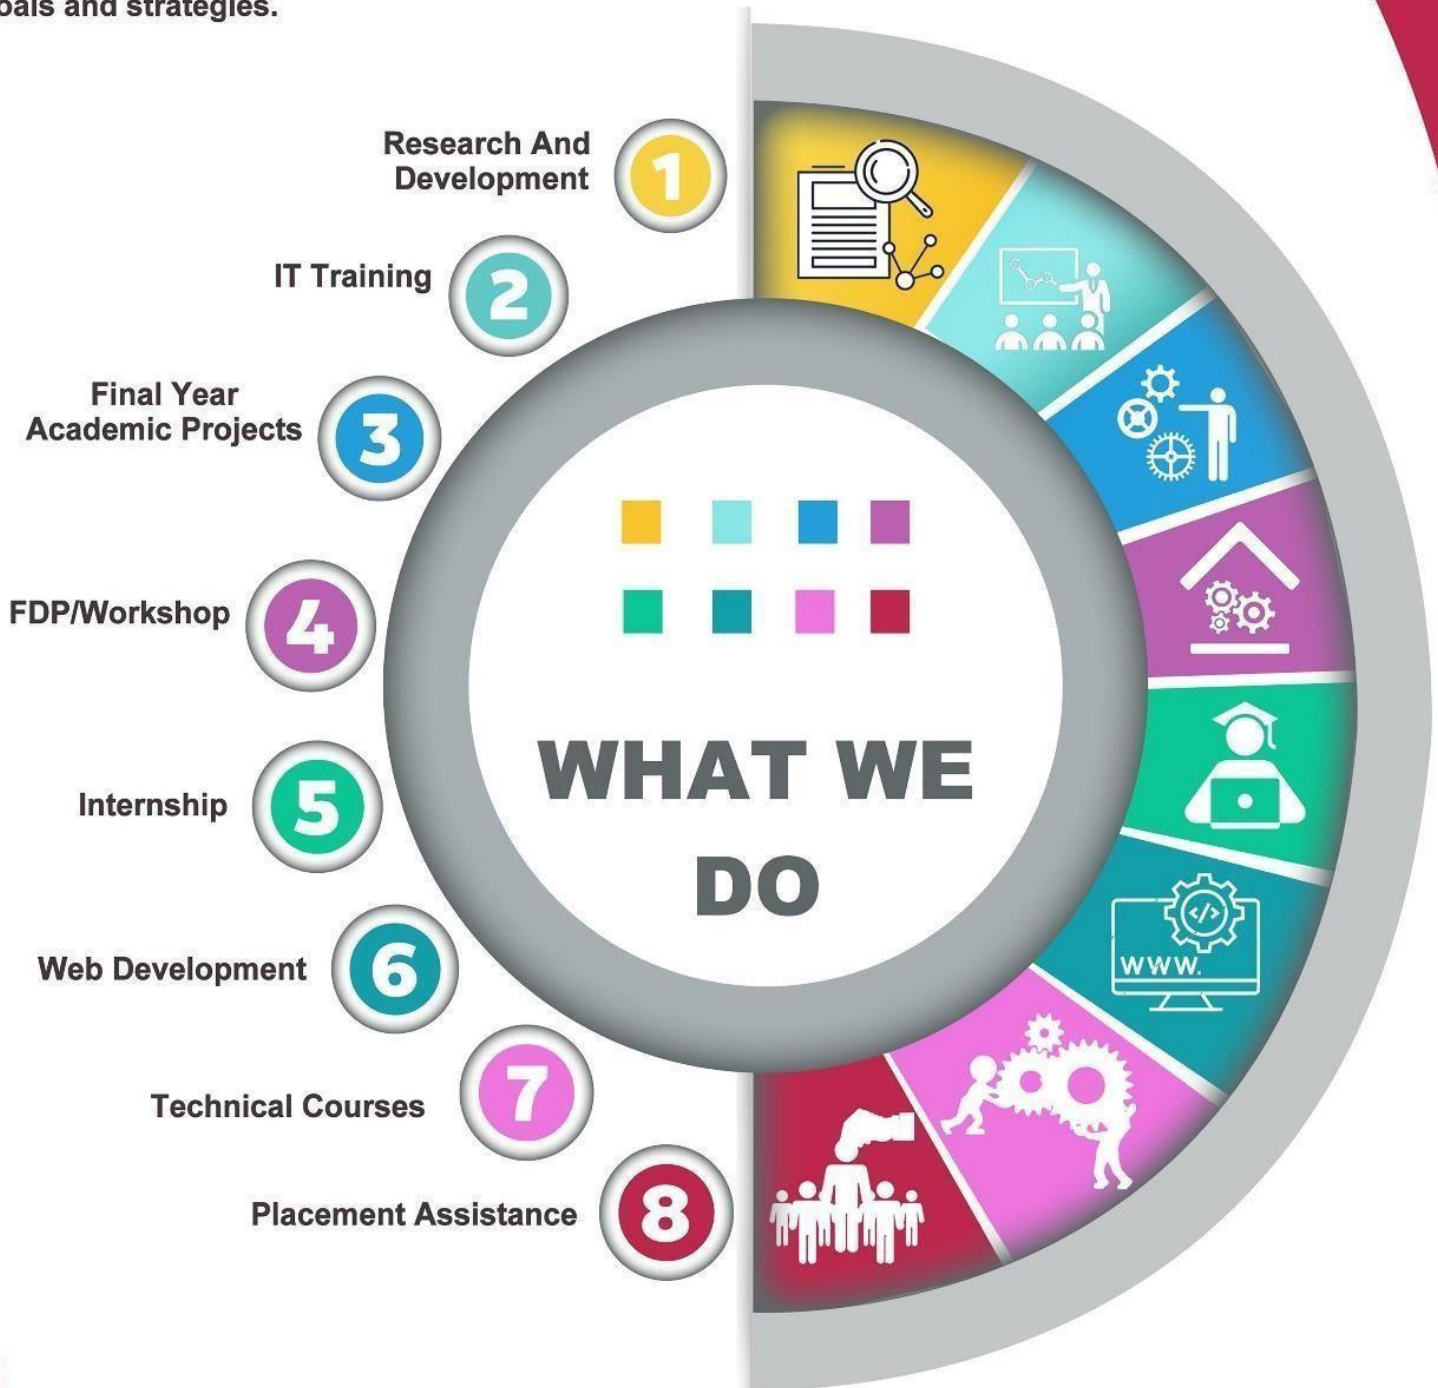 and strategies.
Research And
Development
1
IT Training
2
Final Year
Academic Projects
3
FDP/Workshop
4
Internship
5
Web Development
6
Technical Courses
7
Placement Assistance
8
WHAT WE
DO
</>
WWW.